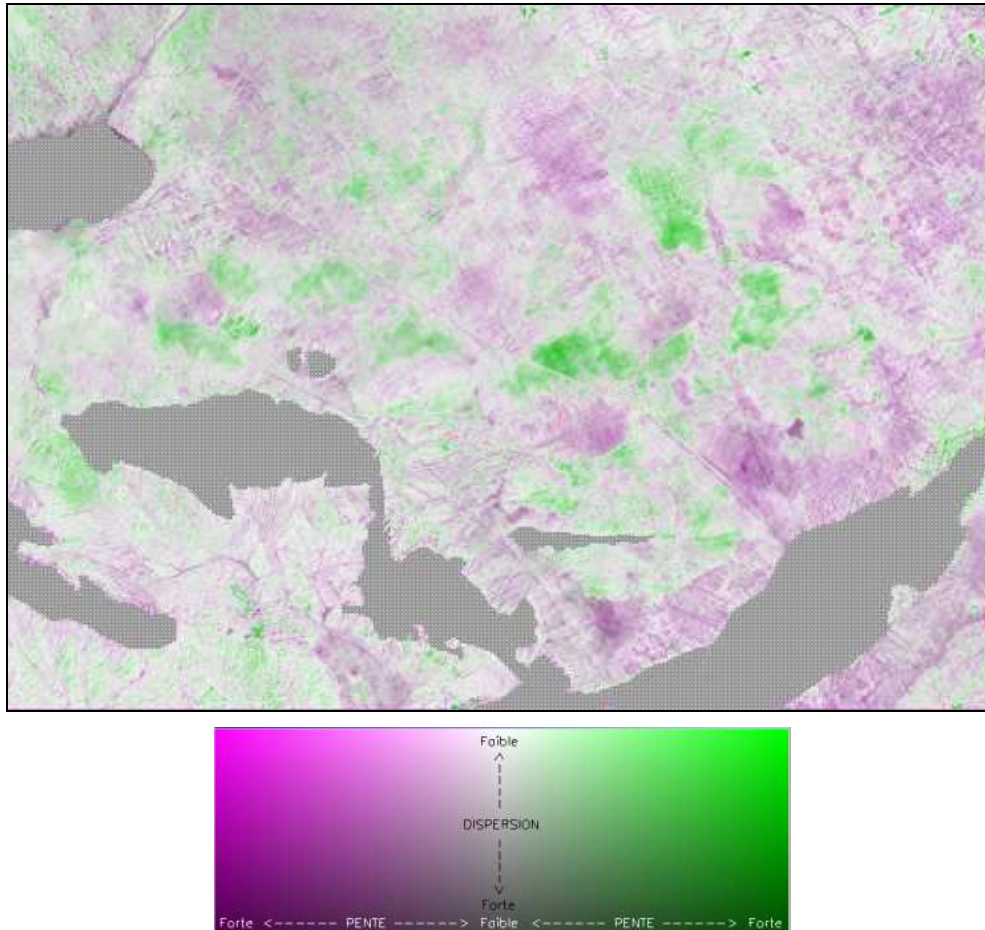 Faible
DISPERSION
Forte
Forte <------ PENTE ------> Faible <------ PENTE ------> Forte